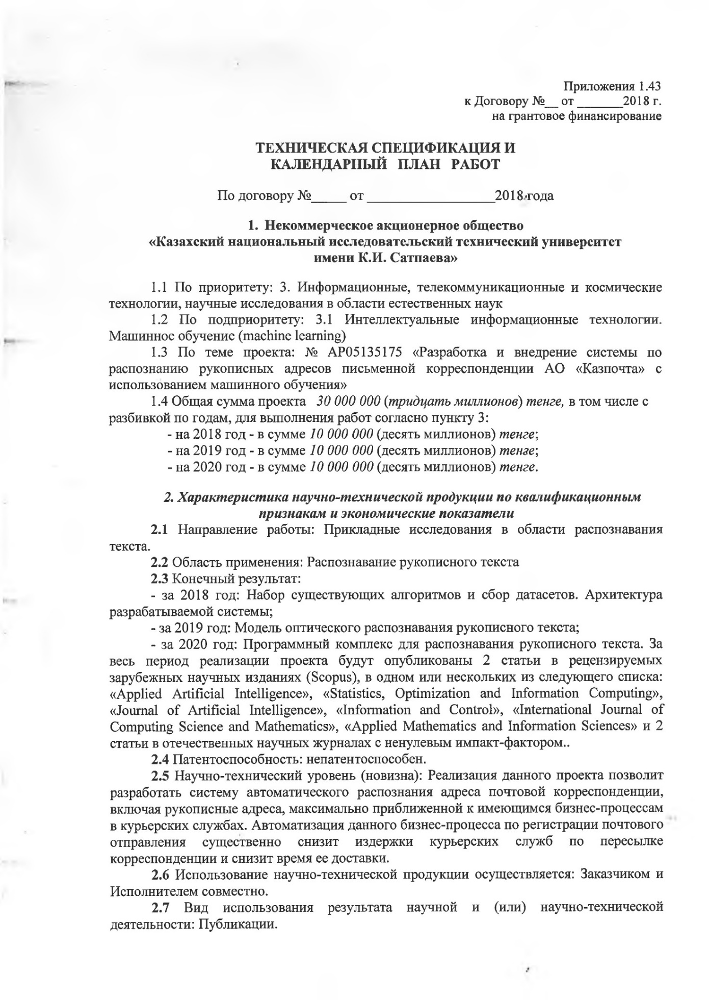 Приложения 1.43
к Договору №__ от _______2018 г.
на грантовое финансирование
ТЕХНИЧЕСКАЯ СПЕЦИФИКАЦИЯ И
КАЛЕНДАРНЫЙ ПЛАН РАБОТ
По договору №_____ от __________________2018 года
1. Некоммерческое акционерное общество
«Казахский национальный исследовательский технический университет
имени К.И. Сатпаева»
1.1 По приоритету: 3. Информационные, телекоммуникационные и космические
технологии, научные исследования в области естественных наук
1.2 По подприоритету: 3.1 Интеллектуальные информационные технологии.
Машинное обучение (machine learning)
1.3 По теме проекта: № АР05135175 «Разработка и внедрение системы по
распознанию рукописных адресов письменной корреспонденции АО «Казпочта» с
использованием машинного обучения»
1.4 Общая сумма проекта 30 000 000 (тридцать миллионов) тенге, в том числе с
разбивкой по годам, для выполнения работ согласно пункту 3:
- на 2018 год - в сумме 10 000 000 (десять миллионов) тенге;
- на 2019 год - в сумме 10 000 000 (десять миллионов) тенге;
- на 2020 год - в сумме 10 000 000 (десять миллионов) тенге.
2. Характеристика научно-технической продукции по квалификационным
признакам и экономические показатели
2.1 Направление работы: Прикладные исследования в области распознавания
текста.
2.2 Область применения: Распознавание рукописного текста
2.3 Конечный результат:
- за 2018 год: Набор существующих алгоритмов и сбор датасетов. Архитектура
разрабатываемой системы;
- за 2019 год: Модель оптического распознавания рукописного текста;
- за 2020 год: Программный комплекс для распознавания рукописного текста. За
весь период реализации проекта будут опубликованы 2 статьи в рецензируемых
зарубежных научных изданиях (Scopus), в одном или нескольких из следующего списка:
«Applied Artificial Intelligence», «Statistics, Optimization and Information Computing»,
«Journal of Artificial Intelligence», «Information and Control», «International Journal of
Computing Science and Mathematics», «Applied Mathematics and Information Sciences» и 2
статьи в отечественных научных журналах с ненулевым импакт-фактором..
2.4 Патентоспособность: непатентоспособен.
2.5 Научно-технический уровень (новизна): Реализация данного проекта позволит
разработать систему автоматического распознания адреса почтовой корреспонденции,
включая рукописные адреса, максимально приближенной к имеющимся бизнес-процессам
в курьерских службах. Автоматизация данного бизнес-процесса по регистрации почтового
отправления существенно снизит издержки курьерских служб по пересылке
корреспонденции и снизит время ее доставки.
2.6 Использование научно-технической продукции осуществляется: Заказчиком и
Исполнителем совместно.
2.7 Вид использования результата научной и (или) научно-технической
деятельности: Публикации.